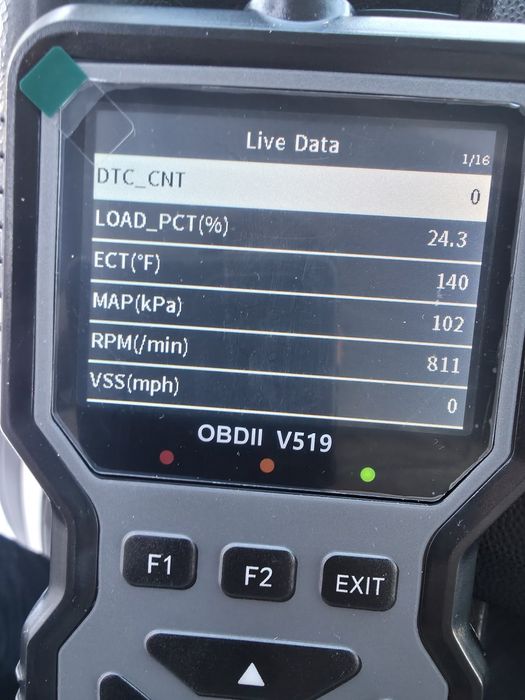 Live Data
1/16
DTC_CNT 0
LOAD_PCT(%) 24.3
ECT(°F) 140
MAP(kPa) 102
RPM(/min) 811
VSS(mph) 0
OBDII V519
F1 F2 EXIT